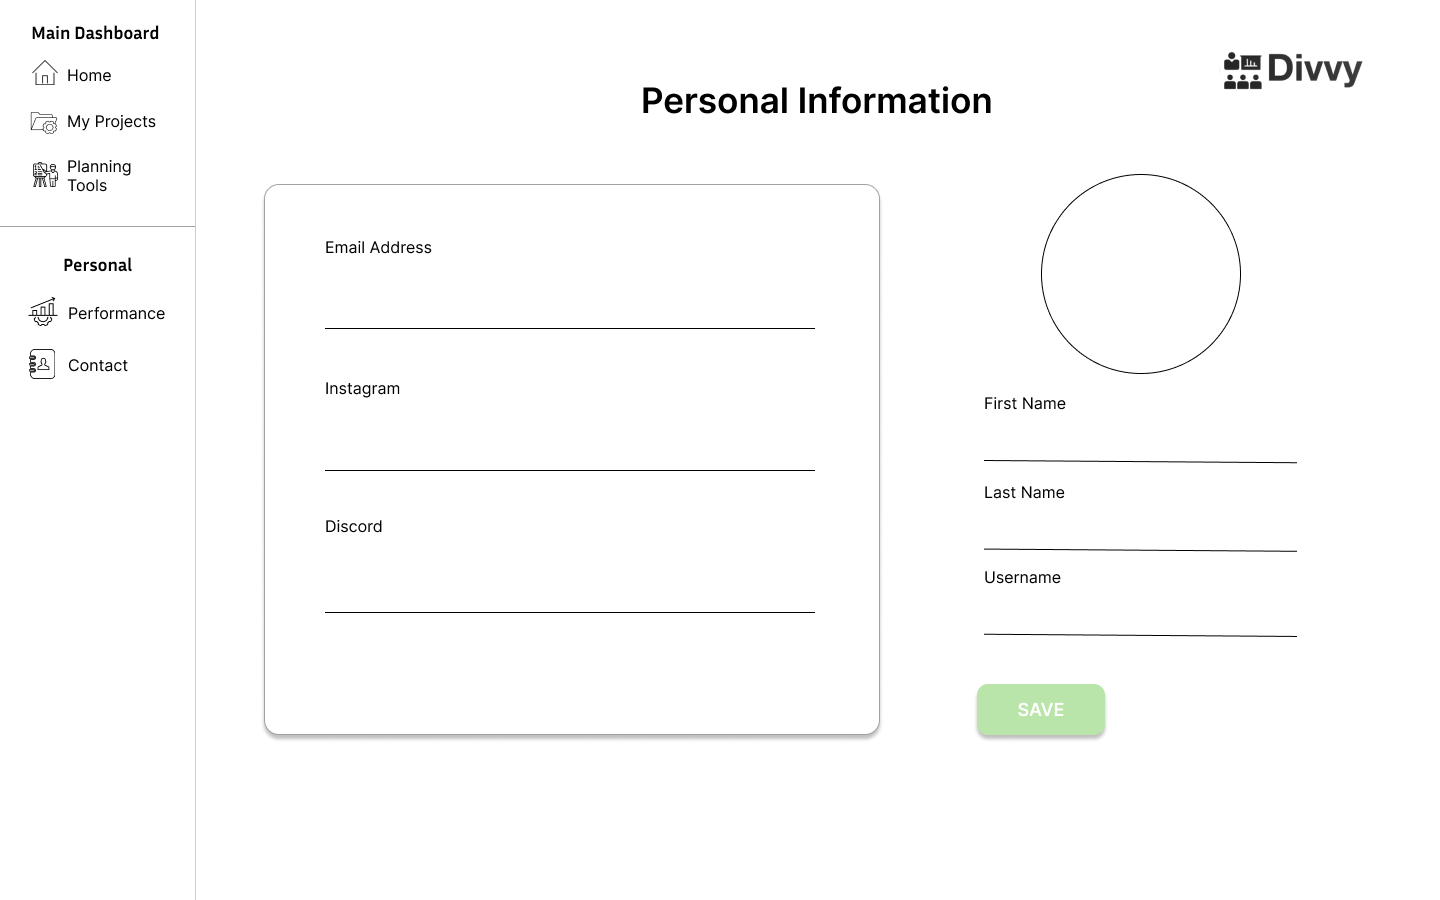 Main Dashboard
Home
My Projects
Planning
Tools
Personal
Performance
Contact
Divvy
Personal Information
Email Address
Instagram
Discord
First Name
Last Name
Username
SAVE